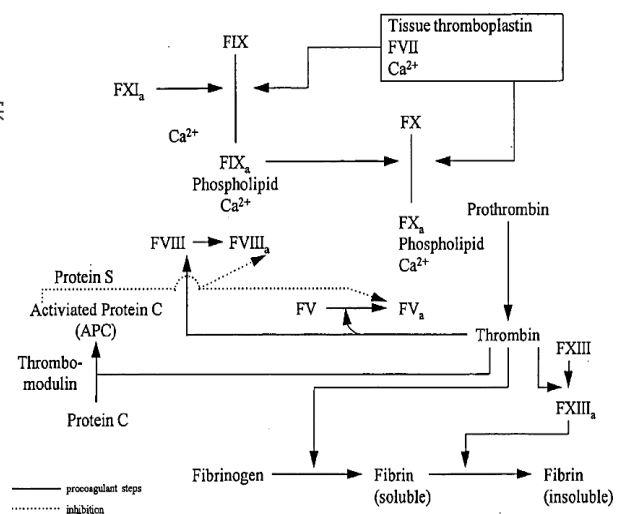 Tissue thromboplastin
FVII
Ca²⁺
FIX
FXIₐ
Ca²⁺
FX
FIXₐ
Phospholipid
Ca²⁺
Prothrombin
FXₐ
Phospholipid
Ca²⁺
FVIII
FVIIIₐ
Protein S
Activiated Protein C
(APC)
FV
FVₐ
Thrombin
FXIII
Thrombo-
modulin
FXIIIₐ
Protein C
Fibrinogen
Fibrin
(soluble)
Fibrin
(insoluble)
procoagulant steps
inhibition